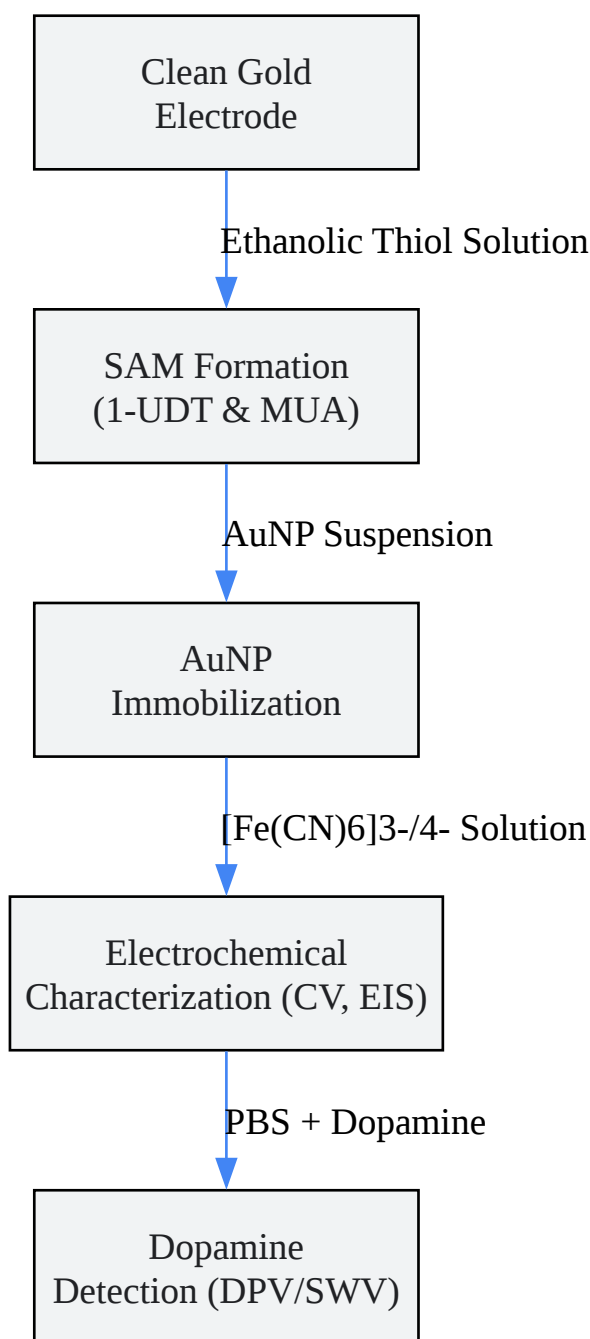 Clean Gold
Electrode
Ethanolic Thiol Solution
SAM Formation
(1-UDT & MUA)
AuNP Suspension
AuNP
Immobilization
[Fe(CN)6]3-/4- Solution
Electrochemical
Characterization (CV, EIS)
PBS + Dopamine
Dopamine
Detection (DPV/SWV)